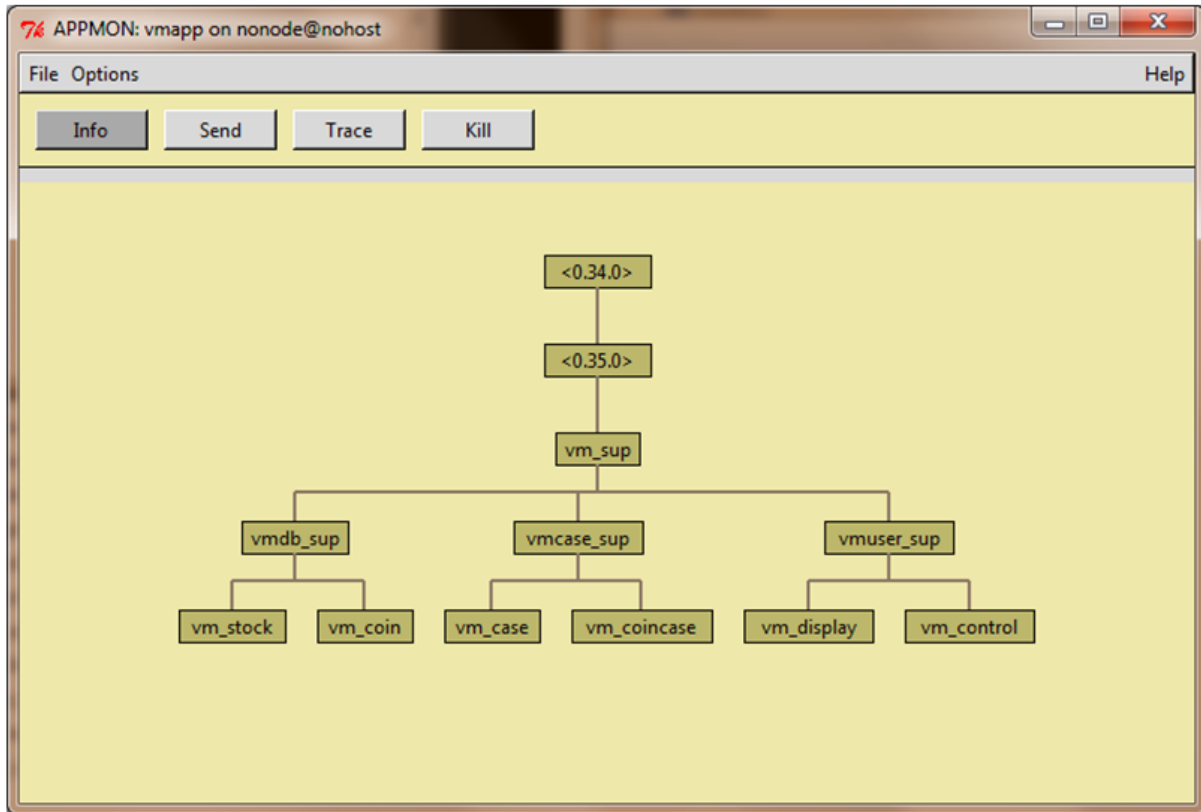 APPMON: vmapp on nonode@nohost
File Options Help
Info Send Trace Kill
<0.34.0>
<0.35.0>
vm_sup
vmdb_sup vmcase_sup vmuser_sup
vm_stock vm_coin vm_case vm_coincase vm_display vm_control